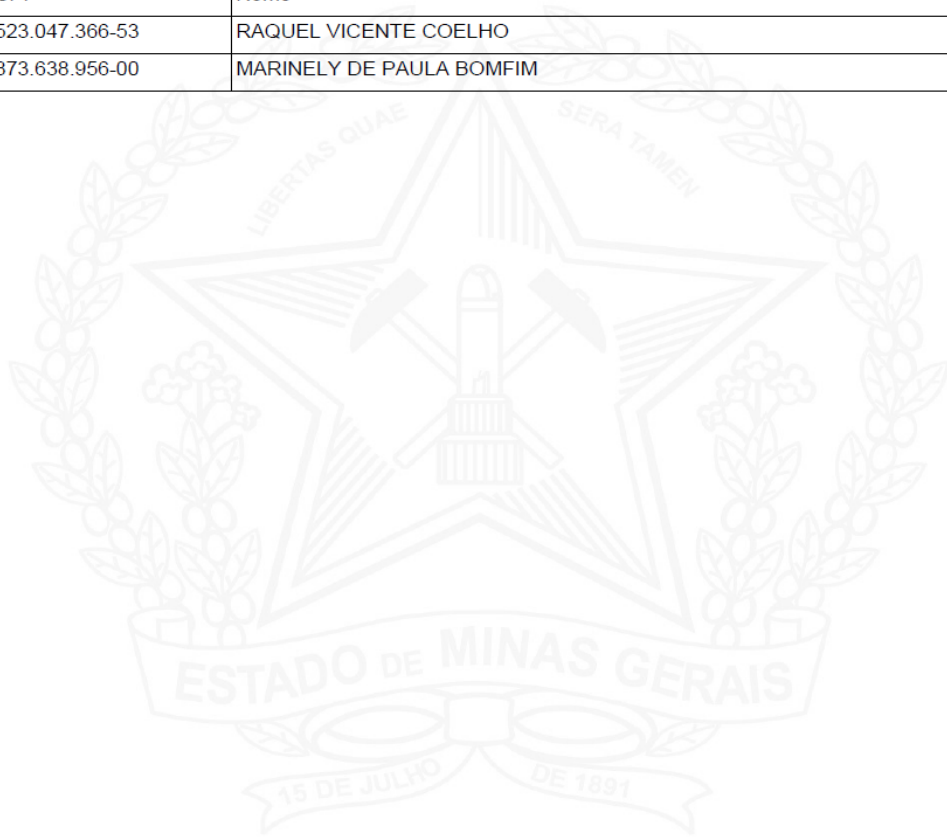 523.047.366-53 RAQUEL VICENTE COELHO
873.638.956-00 MARINELY DE PAULA BOMFIM
LIBERTAS QUAE SERA TAMEN
ESTADO DE MINAS GERAIS
15 DE JULHO DE 1891